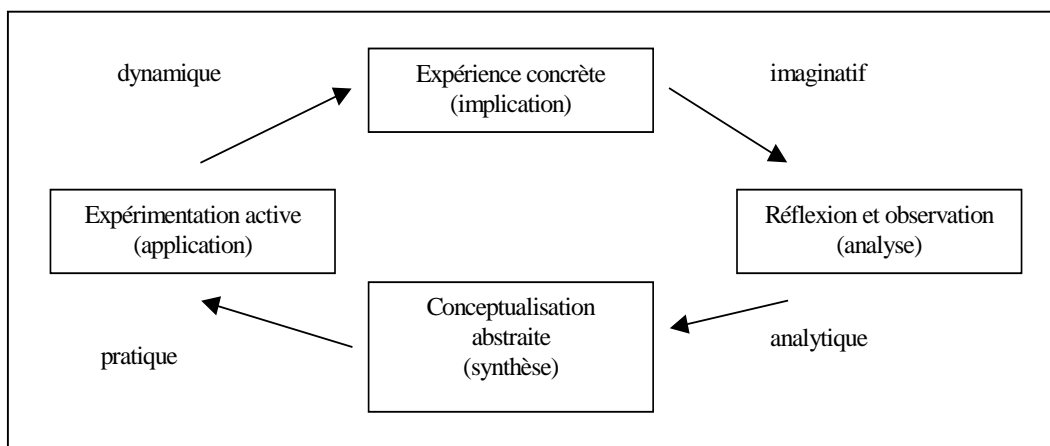 dynamique
Expérience concrète
(implication)
imaginatif
Expérimentation active
(application)
Réflexion et observation
(analyse)
Conceptualisation
abstraite
(synthèse)
pratique
analytique